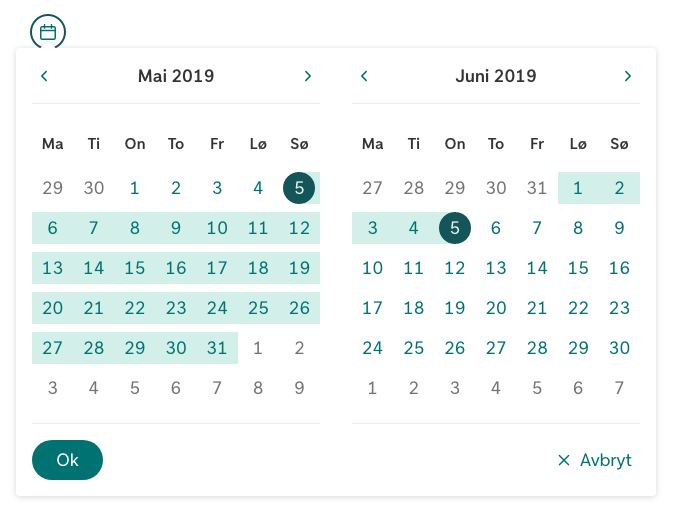 Mai 2019
Ma Ti On To Fr Lø Sø
29 30 1 2 3 4 5
6 7 8 9 10 11 12
13 14 15 16 17 18 19
20 21 22 23 24 25 26
27 28 29 30 31 1 2
3 4 5 6 7 8 9
Juni 2019
Ma Ti On To Fr Lø Sø
27 28 29 30 31 1 2
3 4 5 6 7 8 9
10 11 12 13 14 15 16
17 18 19 20 21 22 23
24 25 26 27 28 29 30
1 2 3 4 5 6 7
Ok
Avbryt